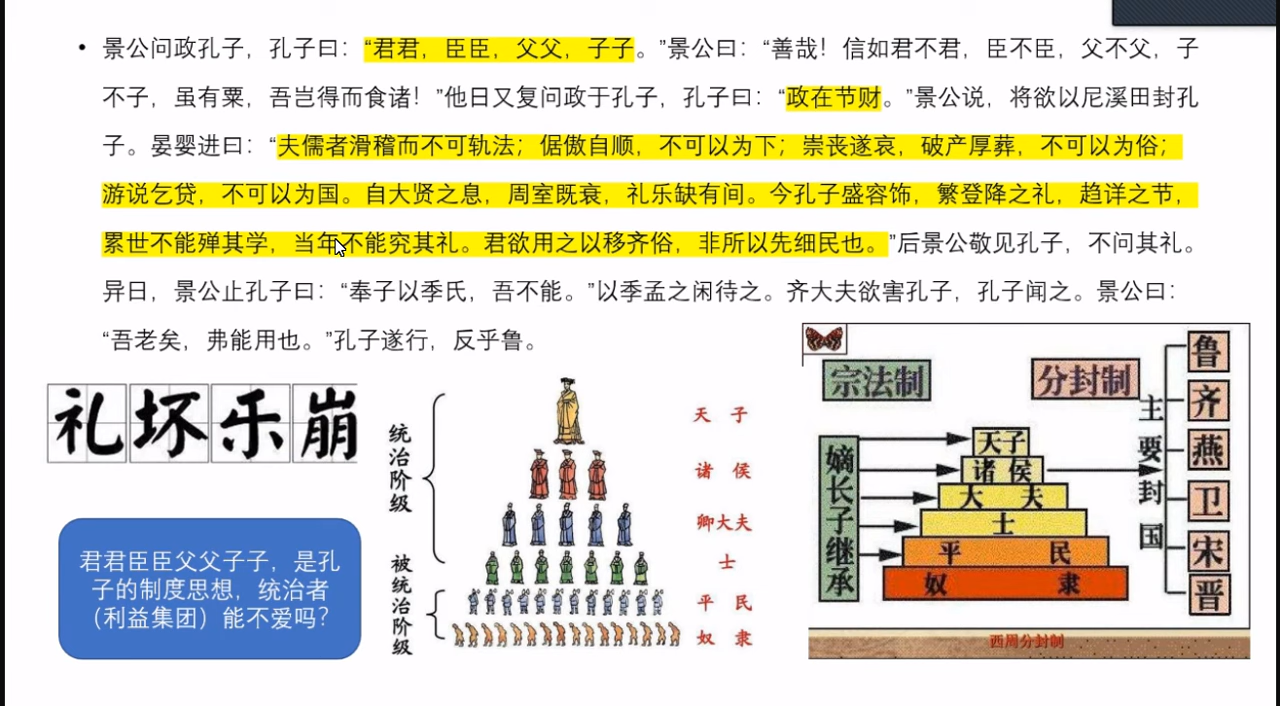 • 景公问政孔子，孔子曰：“君君，臣臣，父父，子子。”景公曰：“善哉！信如君不君，臣不臣，父不父，子
不子，虽有粟，吾岂得而食诸！”他日又复问政于孔子，孔子曰：“政在节财。”景公说，将欲以尼溪田封孔
子。晏婴进曰：“夫儒者滑稽而不可轨法；倨傲自顺，不可以为下；崇丧遂哀，破产厚葬，不可以为俗；
游说乞贷，不可以为国。自大贤之息，周室既衰，礼乐缺有间。今孔子盛容饰，繁登降之礼，趋详之节，
累世不能殚其学，当年不能究其礼。君欲用之以移齐俗，非所以先细民也。”后景公敬见孔子，不问其礼。
异日，景公止孔子曰：“奉子以季氏，吾不能。”以季孟之闲待之。齐大夫欲害孔子，孔子闻之。景公曰：
“吾老矣，弗能用也。”孔子遂行，反乎鲁。
礼坏乐崩
君君臣臣父父子子，是孔
子的制度思想，统治者
（利益集团）能不爱吗？
统治阶级
被统治阶级
天 子
诸 侯
卿大夫
士
平 民
奴 隶
宗法制
分封制
嫡长子继承
天子
诸 侯
大 夫
士
平 民
奴 隶
主要封国
鲁
齐
燕
卫
宋
晋
西周分封制